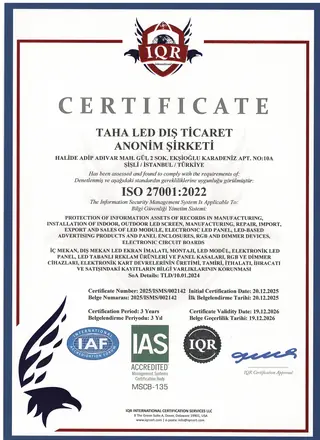 IQR
CERTIFICATE
TAHA LED DIŞ TİCARET
ANONİM ŞİRKETİ
HALİDE ADİP ADIVAR MAH. GÜL 2 SOK. EKŞİOĞLU KARADENİZ APT. NO:10A
ŞİŞLİ / İSTANBUL / TÜRKİYE
Has been assessed and found to comply with the requirements of:
Denetlenmiş ve aşağıdaki standardın gerekliliklerine uygunluğu görülmüştür:
ISO 27001:2022
The Information Security Management System Is Applicable To:
Bilgi Güvenliği Yönetim Sistemi:
PROTECTION OF INFORMATION ASSETS OF RECORDS IN MANUFACTURING,
INSTALLATION OF INDOOR, OUTDOOR LED SCREEN, MANUFACTURING, REPAIR, IMPORT,
EXPORT AND SALES OF LED MODULE, ELECTRONIC LED PANEL, LED-BASED
ADVERTISING PRODUCTS AND PANEL ENCLOSURES, RGB AND DIMMER DEVICES,
ELECTRONIC CIRCUIT BOARDS
İÇ MEKAN, DIŞ MEKAN LED EKRAN İMALATI, MONTAJI, LED MODÜL, ELEKTRONİK LED
PANEL, LED TABANLI REKLAM ÜRÜNLERİ VE PANEL KASALARI, RGB VE DİMMER
CİHAZLARI, ELEKTRONİK KART DEVRELERİNİN ÜRETİMİ, TAMİRİ, İTHALATI, İHRACATI
VE SATIŞINDAKİ KAYITLARIN BİLGİ VARLIKLARININ KORUNMASI
SoA Details: TLD/10.01.2024
Certificate Number: 2025/ISMS/002142 Initial Certification Date: 20.12.2025
Belge Numarası: 2025/ISMS/002142 İlk Belgelendirme Tarihi: 20.12.2025
Certification Period: 3 Years Certificate Validity Date: 19.12.2026
Belgelendirme Periyodu: 3 Yıl Belge Geçerlilik Tarihi: 19.12.2026
INTERNATIONAL
IAF
IAS
ACCREDITED
Management Systems
Certification Body
MSCB-135
IQR
IQR Certification Approval
IQR INTERNATIONAL CERTIFICATION SERVICES LLC